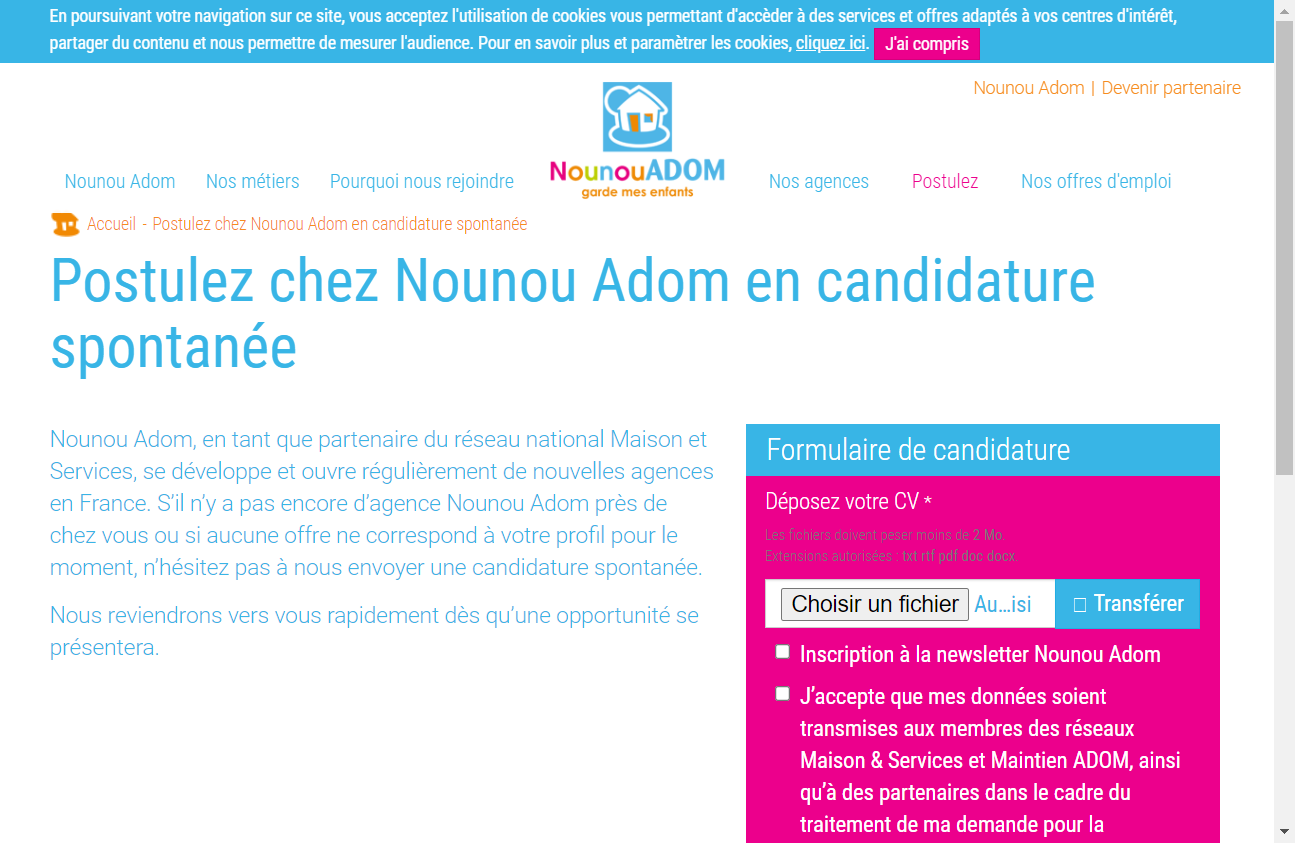 En poursuivant votre navigation sur ce site, vous acceptez l'utilisation de cookies vous permettant d'accèder à des services et offres adaptés à vos centres d'intérêt,
partager du contenu et nous permettre de mesurer l'audience. Pour en savoir plus et paramètrer les cookies, cliquez ici. J'ai compris
Nounou Adom | Devenir partenaire
NounouADOM
garde mes enfants
Nounou Adom Nos métiers Pourquoi nous rejoindre Nos agences Postulez Nos offres d'emploi
Accueil - Postulez chez Nounou Adom en candidature spontanée
Postulez chez Nounou Adom en candidature
spontanée
Nounou Adom, en tant que partenaire du réseau national Maison et
Services, se développe et ouvre régulièrement de nouvelles agences
en France. S’il n’y a pas encore d’agence Nounou Adom près de
chez vous ou si aucune offre ne correspond à votre profil pour le
moment, n’hésitez pas à nous envoyer une candidature spontanée.
Nous reviendrons vers vous rapidement dès qu’une opportunité se
présentera.
Formulaire de candidature
Déposez votre CV *
Les fichiers doivent peser moins de 2 Mo.
Extensions autorisées : txt rtf pdf doc docx.
Choisir un fichier Au…isi Transférer
Inscription à la newsletter Nounou Adom
J’accepte que mes données soient
transmises aux membres des réseaux
Maison & Services et Maintien ADOM, ainsi
qu’à des partenaires dans le cadre du
traitement de ma demande pour la